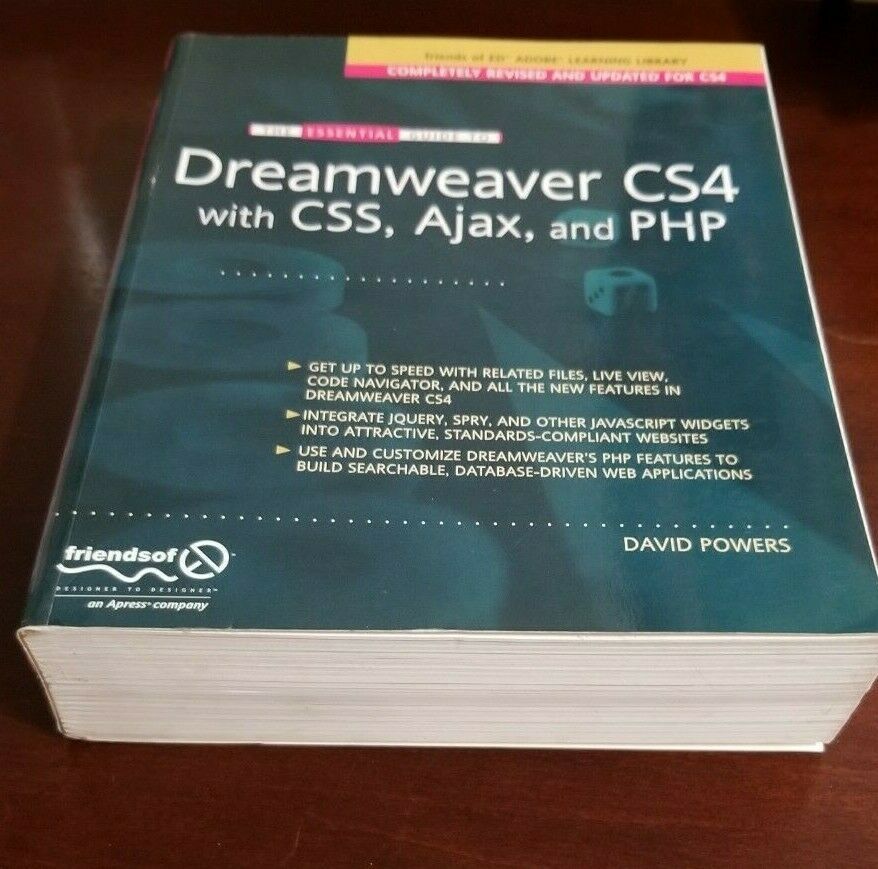 friends of ED™ ADOBE® LEARNING LIBRARY
COMPLETELY REVISED AND UPDATED FOR CS4
THE ESSENTIAL GUIDE TO
Dreamweaver CS4
with CSS, Ajax, and PHP
GET UP TO SPEED WITH RELATED FILES, LIVE VIEW,
CODE NAVIGATOR, AND ALL THE NEW FEATURES IN
DREAMWEAVER CS4
INTEGRATE JQUERY, SPRY, AND OTHER JAVASCRIPT WIDGETS
INTO ATTRACTIVE, STANDARDS-COMPLIANT WEBSITES
USE AND CUSTOMIZE DREAMWEAVER'S PHP FEATURES TO
BUILD SEARCHABLE, DATABASE-DRIVEN WEB APPLICATIONS
DAVID POWERS
friendsof
DESIGNER TO DESIGNER™
an Apress® company